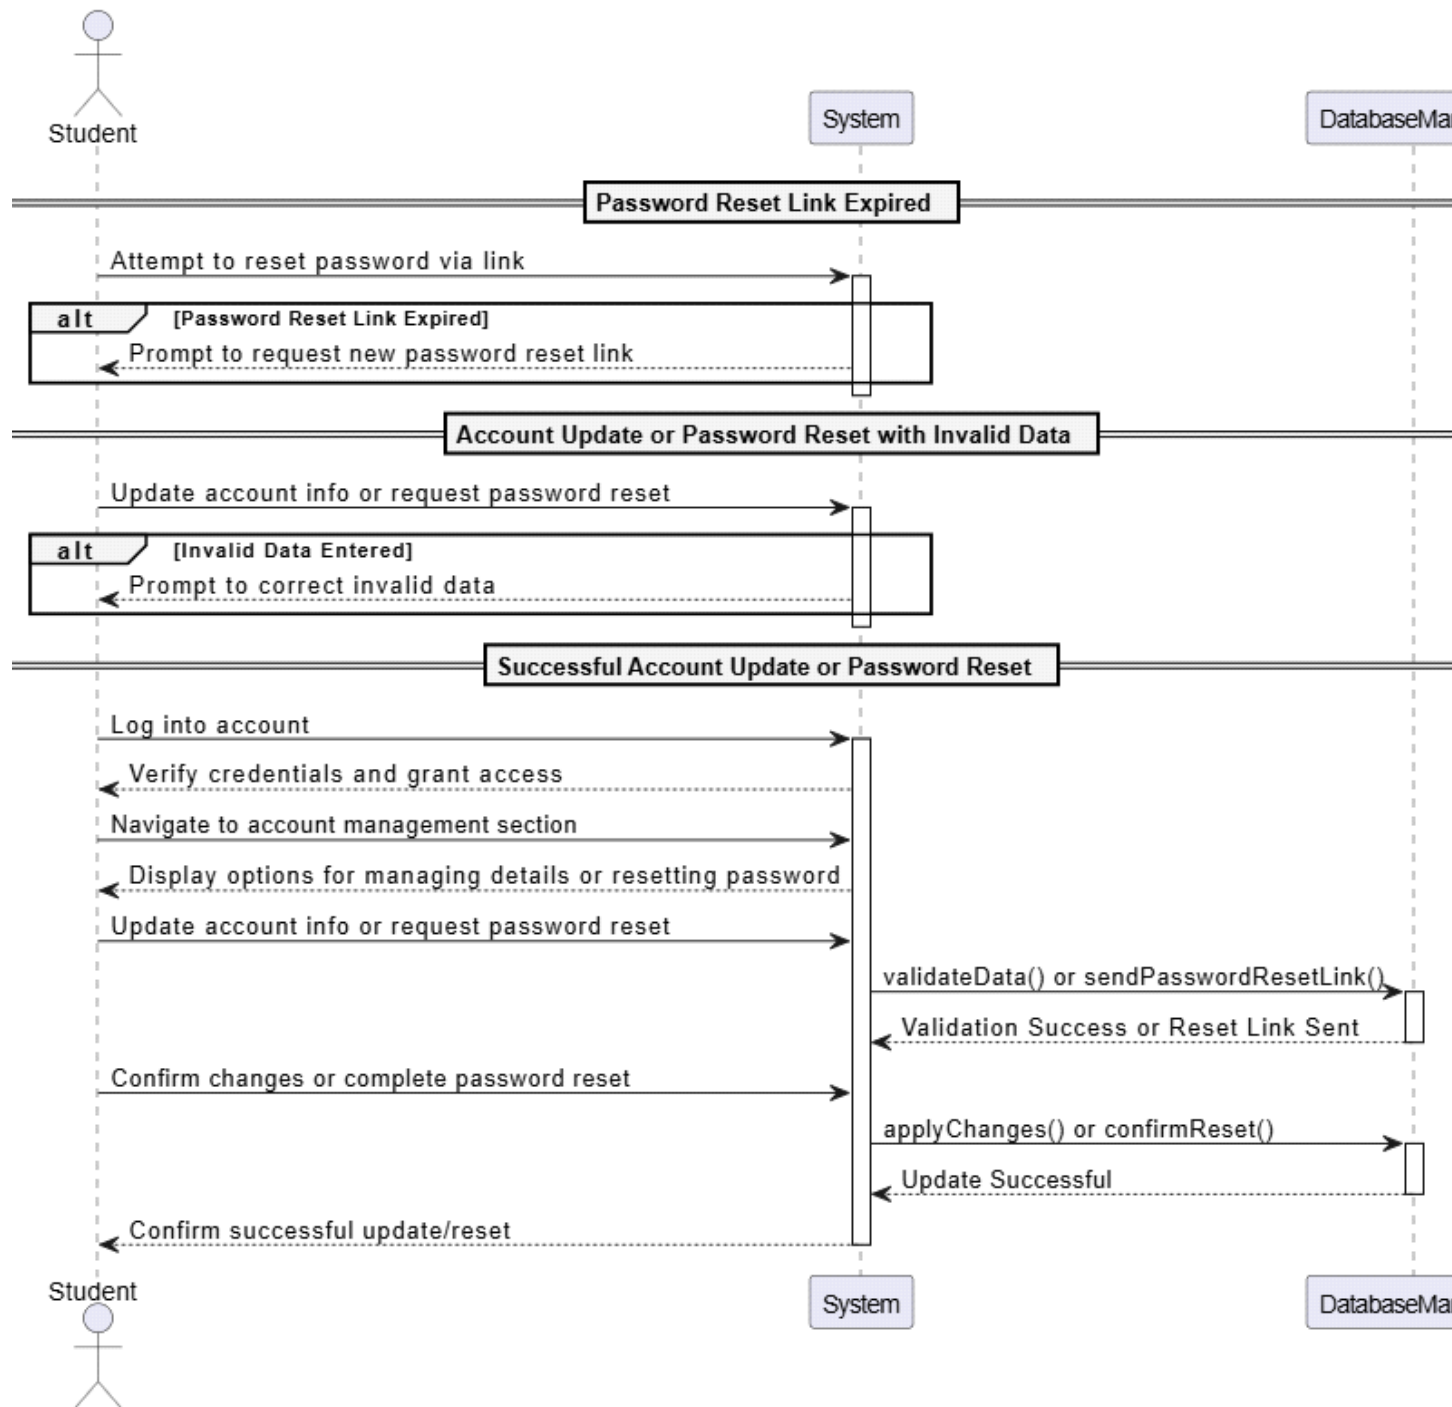 Student
System
DatabaseMa
Password Reset Link Expired
Attempt to reset password via link
alt [Password Reset Link Expired]
Prompt to request new password reset link
Account Update or Password Reset with Invalid Data
Update account info or request password reset
alt [Invalid Data Entered]
Prompt to correct invalid data
Successful Account Update or Password Reset
Log into account
Verify credentials and grant access
Navigate to account management section
Display options for managing details or resetting password
Update account info or request password reset
validateData() or sendPasswordResetLink()
Validation Success or Reset Link Sent
Confirm changes or complete password reset
applyChanges() or confirmReset()
Update Successful
Confirm successful update/reset
Student
System
DatabaseMa